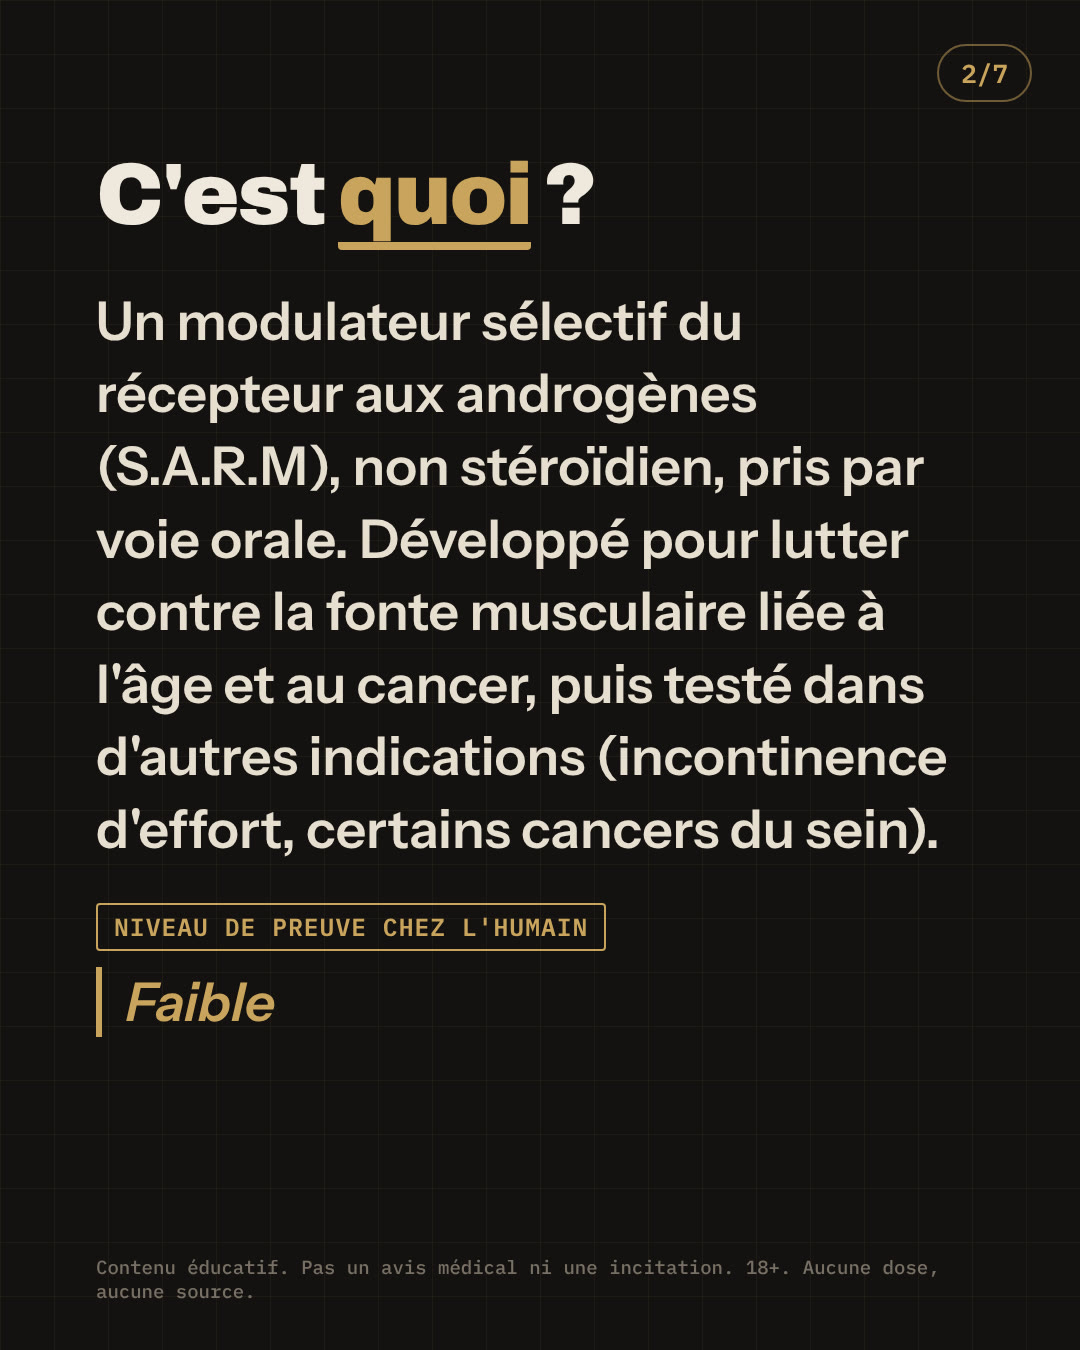 2/7
C'est quoi ?
Un modulateur sélectif du
récepteur aux androgènes
(S.A.R.M), non stéroïdien, pris par
voie orale. Développé pour lutter
contre la fonte musculaire liée à
l'âge et au cancer, puis testé dans
d'autres indications (incontinence
d'effort, certains cancers du sein).
NIVEAU DE PREUVE CHEZ L'HUMAIN
Faible
Contenu éducatif. Pas un avis médical ni une incitation. 18+. Aucune dose,
aucune source.